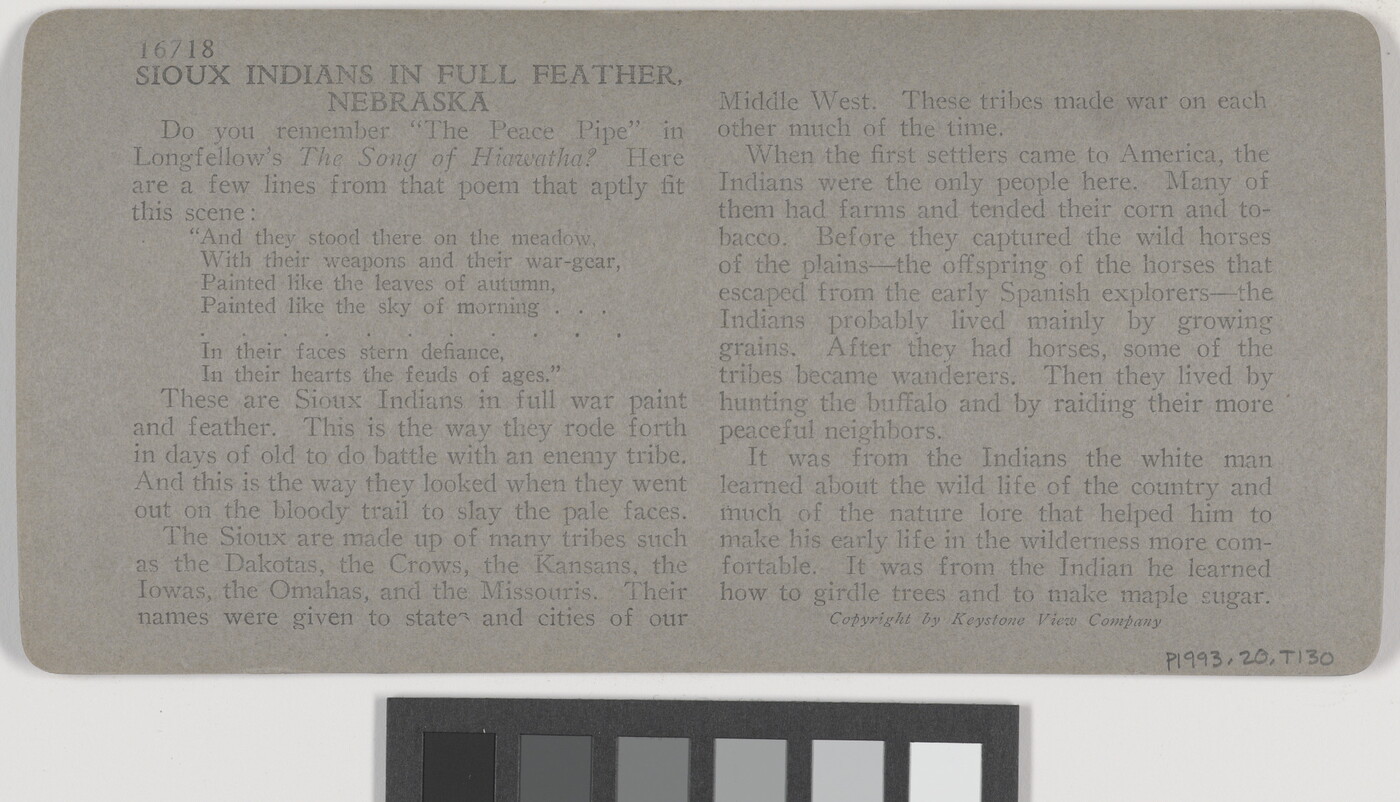 16718
SIOUX INDIANS IN FULL FEATHER,
NEBRASKA
Do you remember “The Peace Pipe” in
Longfellow’s The Song of Hiawatha? Here
are a few lines from that poem that aptly fit
this scene:
“And they stood there on the meadow,
With their weapons and their war-gear,
Painted like the leaves of autumn,
Painted like the sky of morning . . .
. . . . . . . . . . .
In their faces stern defiance,
In their hearts the feuds of ages.”
These are Sioux Indians in full war paint
and feather. This is the way they rode forth
in days of old to do battle with an enemy tribe.
And this is the way they looked when they went
out on the bloody trail to slay the pale faces.
The Sioux are made up of many tribes such
as the Dakotas, the Crows, the Kansans, the
Iowas, the Omahas, and the Missouris. Their
names were given to states and cities of our
Middle West. These tribes made war on each
other much of the time.
When the first settlers came to America, the
Indians were the only people here. Many of
them had farms and tended their corn and to-
bacco. Before they captured the wild horses
of the plains—the offspring of the horses that
escaped from the early Spanish explorers—the
Indians probably lived mainly by growing
grains. After they had horses, some of the
tribes became wanderers. Then they lived by
hunting the buffalo and by raiding their more
peaceful neighbors.
It was from the Indians the white man
learned about the wild life of the country and
much of the nature lore that helped him to
make his early life in the wilderness more com-
fortable. It was from the Indian he learned
how to girdle trees and to make maple sugar.
Copyright by Keystone View Company
P1993.20.T130